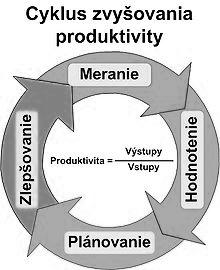 Cyklus zvyšovania
produktivity
Meranie
Hodnotenie
Plánovanie
Zlepšovanie
Produktivita = Výstupy
Vstupy